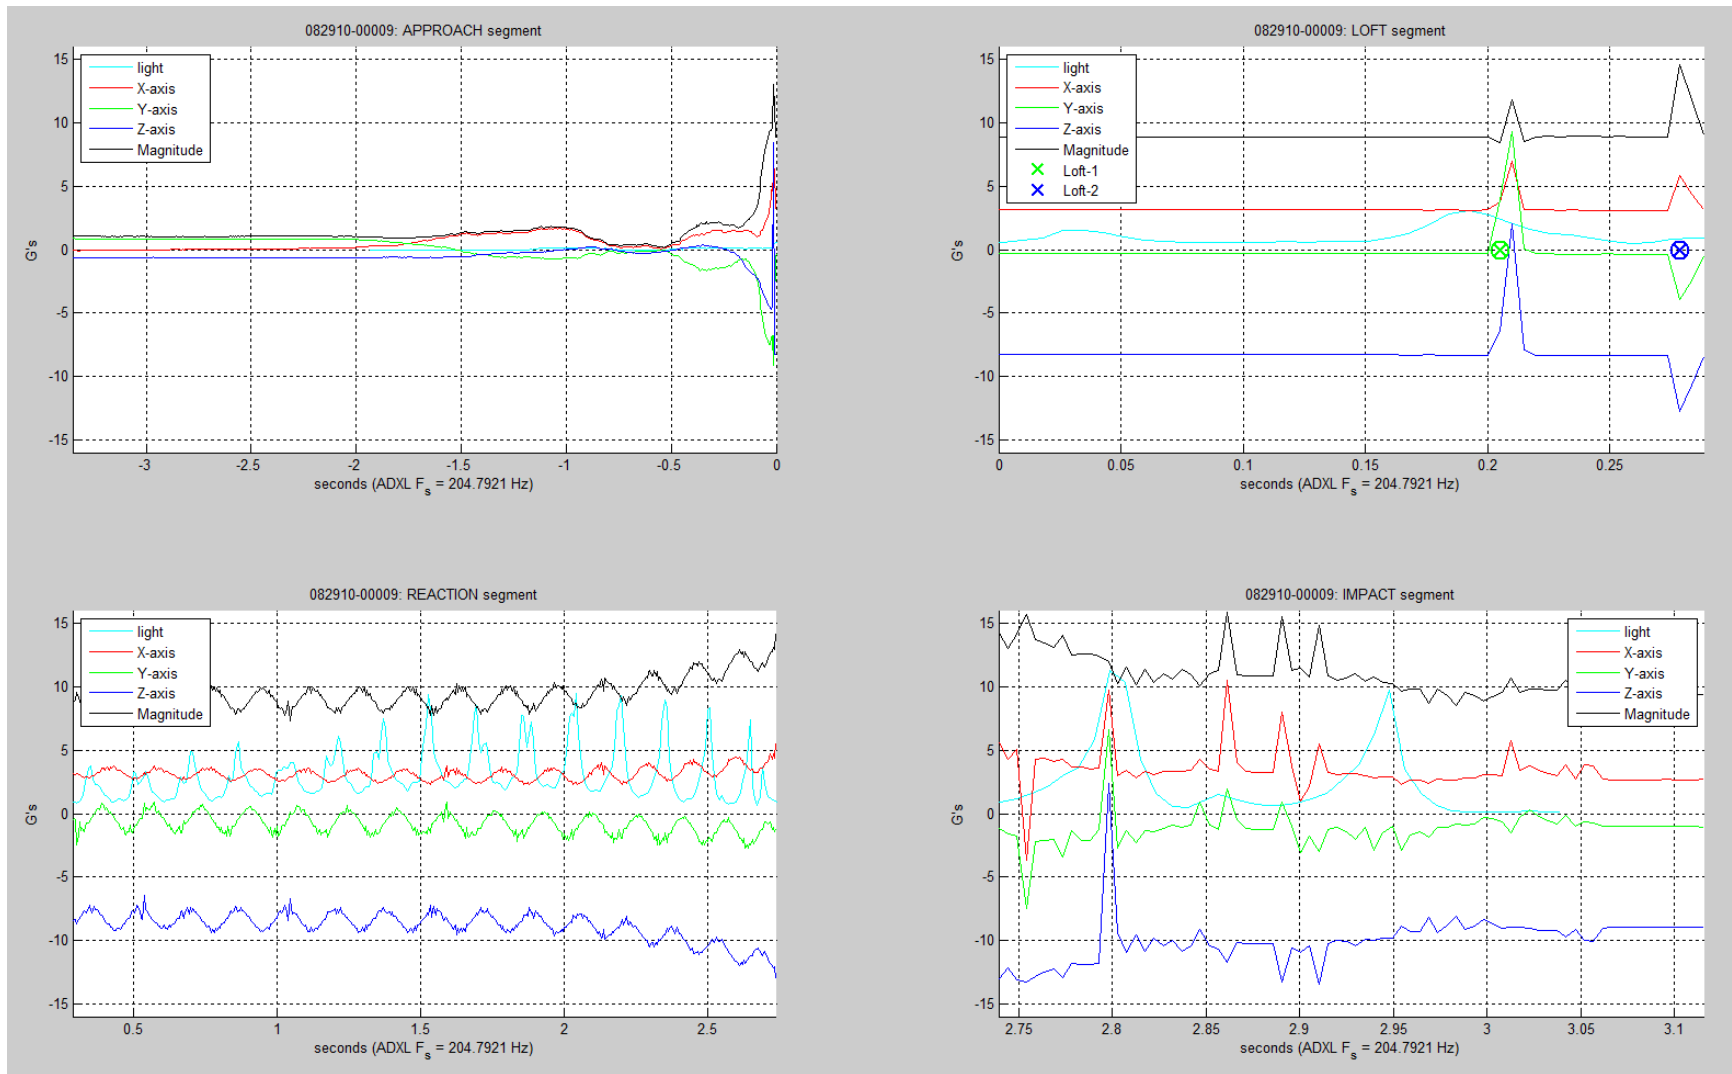 082910-00009: APPROACH segment
light
X-axis
Y-axis
Z-axis
Magnitude
15
10
5
0
-5
-10
-15
G's
-3
-2.5
-2
-1.5
-1
-0.5
0
seconds (ADXL Fs = 204.7921 Hz)
082910-00009: LOFT segment
light
X-axis
Y-axis
Z-axis
Magnitude
Loft-1
Loft-2
15
10
5
0
-5
-10
-15
G's
0
0.05
0.1
0.15
0.2
0.25
seconds (ADXL Fs = 204.7921 Hz)
082910-00009: REACTION segment
light
X-axis
Y-axis
Z-axis
Magnitude
15
10
5
0
-5
-10
-15
G's
0.5
1
1.5
2
2.5
seconds (ADXL Fs = 204.7921 Hz)
082910-00009: IMPACT segment
light
X-axis
Y-axis
Z-axis
Magnitude
15
10
5
0
-5
-10
-15
G's
2.75
2.8
2.85
2.9
2.95
3
3.05
3.1
seconds (ADXL Fs = 204.7921 Hz)